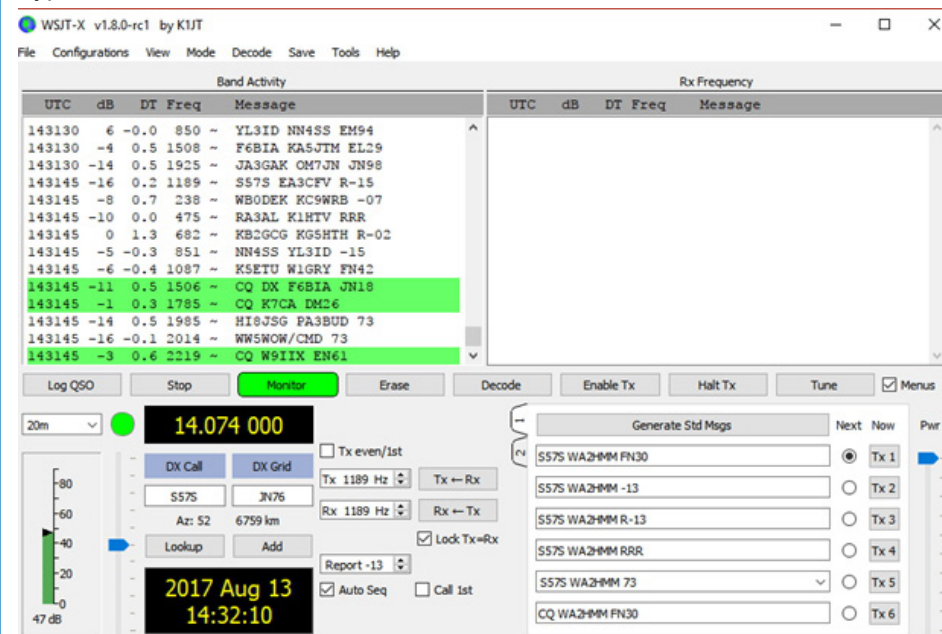 WSJT-X v1.8.0-rc1 by K1JT
File Configurations View Mode Decode Save Tools Help
Band Activity Rx Frequency
UTC dB DT Freq Message UTC dB DT Freq Message
143130 6 -0.0 850 ~ YL3ID NN4SS EM94
143130 -4 0.5 1508 ~ F6BIA KA5JTM EL29
143130 -14 0.5 1925 ~ JA3GAK OM7JN JN98
143145 -16 0.2 1189 ~ S57S EA3CFV R-15
143145 -8 0.7 238 ~ WB0DEK KC9WRB -07
143145 -10 0.0 475 ~ RA3AL K1HTV RRR
143145 0 1.3 682 ~ KB2GCG KG5HTH R-02
143145 -5 -0.3 851 ~ NN4SS YL3ID -15
143145 -6 -0.4 1087 ~ K5ETU W1GRY FN42
143145 -11 0.5 1506 ~ CQ DX F6BIA JN18
143145 -1 0.3 1785 ~ CQ K7CA DM26
143145 -14 0.5 1985 ~ HI8JSG PA3BUD 73
143145 -16 -0.1 2014 ~ WW5WOW/CMD 73
143145 -3 0.6 2219 ~ CQ W9IIX EN61
Log QSO Stop Monitor Erase Decode Enable Tx Halt Tx Tune Menus
20m 14.074 000 1 Generate Std Msgs Next Now Pwr
Tx even/1st 2 S57S WA2HMM FN30 Tx 1
DX Call DX Grid Tx 1189 Hz Tx ← Rx S57S WA2HMM -13 Tx 2
-80
S57S JN76
-60 Az: 52 6759 km Rx 1189 Hz Rx ← Tx S57S WA2HMM R-13 Tx 3
-40 Lookup Add Lock Tx=Rx S57S WA2HMM RRR Tx 4
Report -13
-20 2017 Aug 13 Auto Seq Call 1st S57S WA2HMM 73 Tx 5
-0 14:32:10 CQ WA2HMM FN30 Tx 6
47 dB